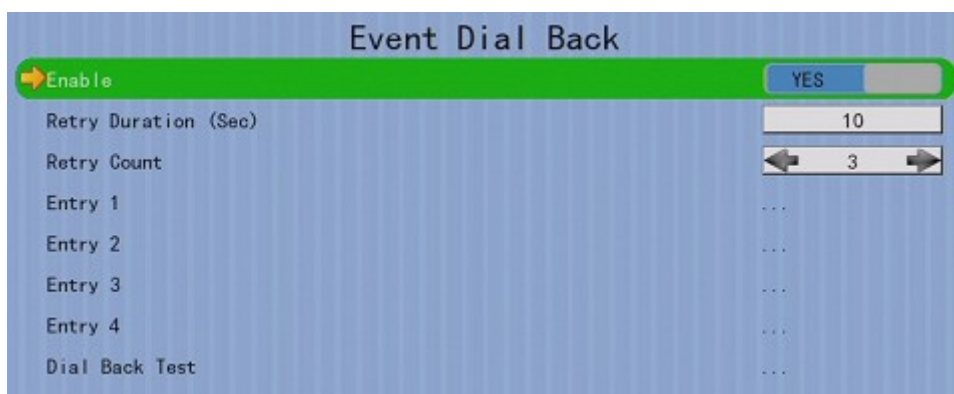 Event Dial Back
Enable YES
Retry Duration (Sec) 10
Retry Count 3
Entry 1 ...
Entry 2 ...
Entry 3 ...
Entry 4 ...
Dial Back Test ...